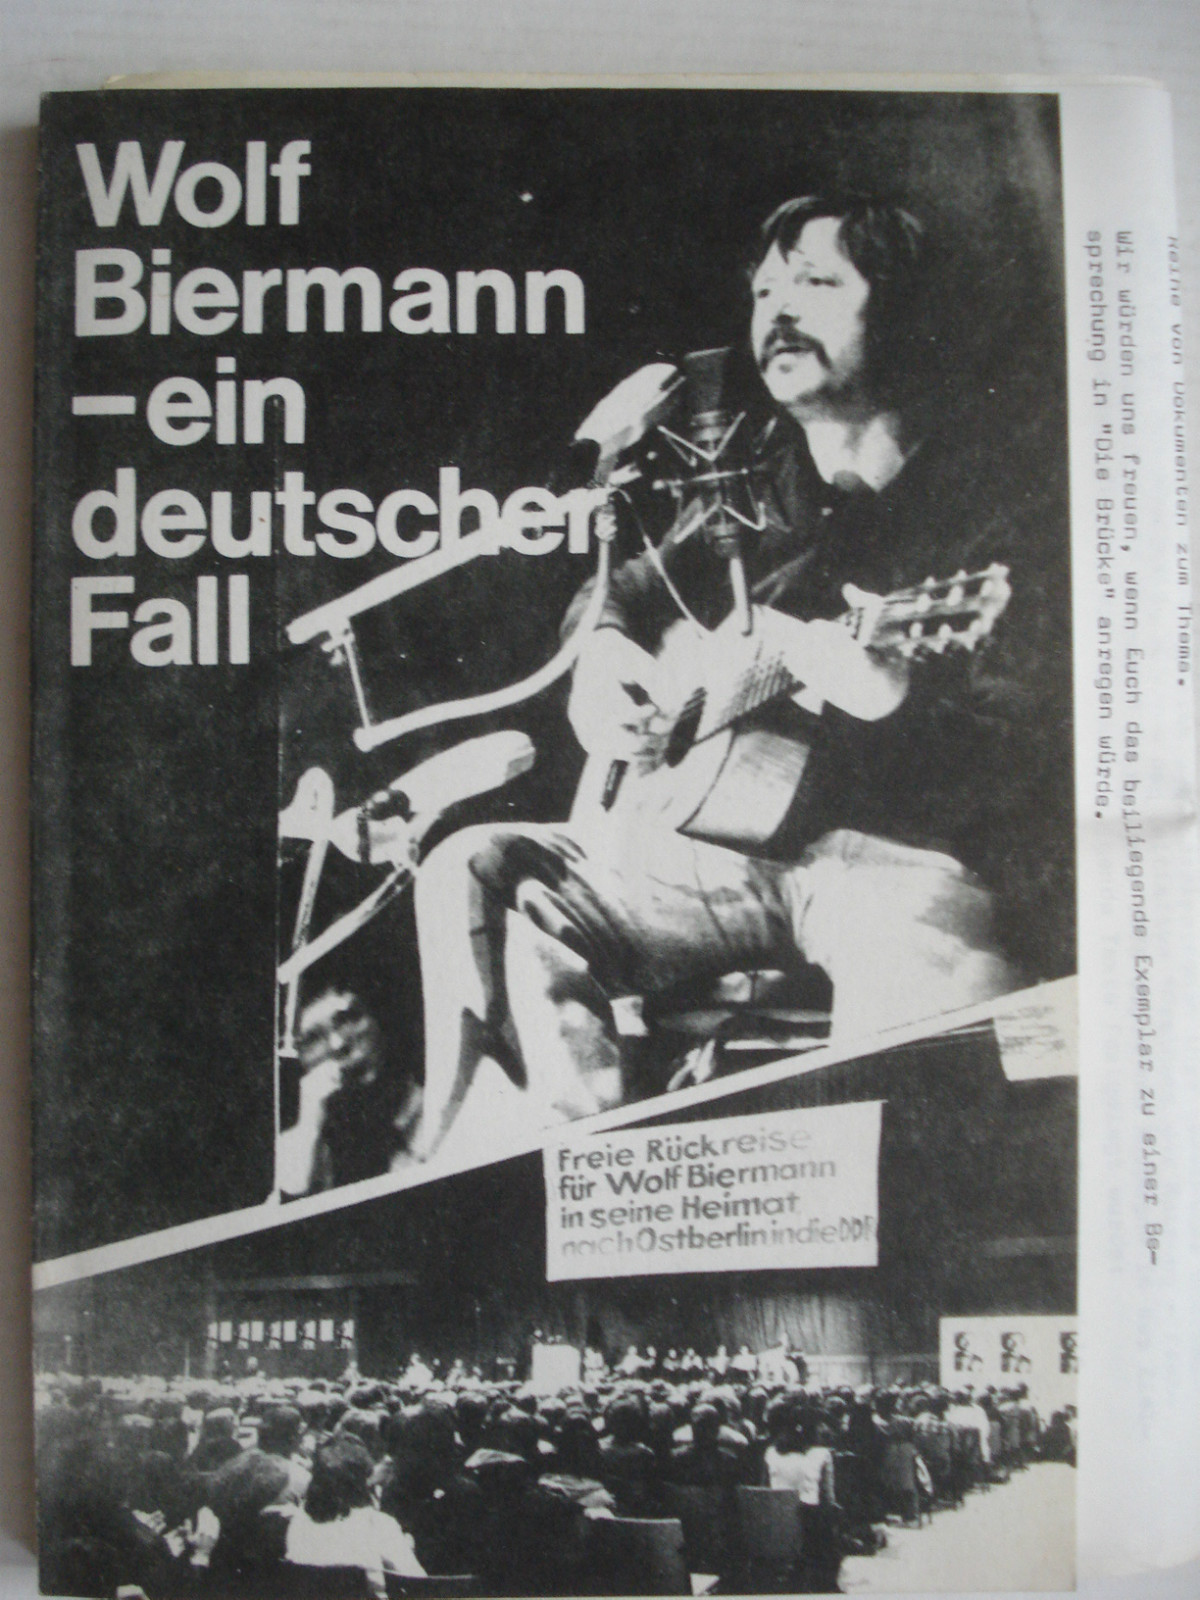 Wolf
Biermann
–ein
deutscher
Fall
Freie Rückreise
für Wolf Biermann
in seine Heimat
nach Ostberlin in die DDR
Reihe von Dokumenten zum Thema.
Wir würden uns freuen, wenn Euch das beiliegende Exemplar zu einer Be-
sprechung in "Die Brücke" anregen würde.